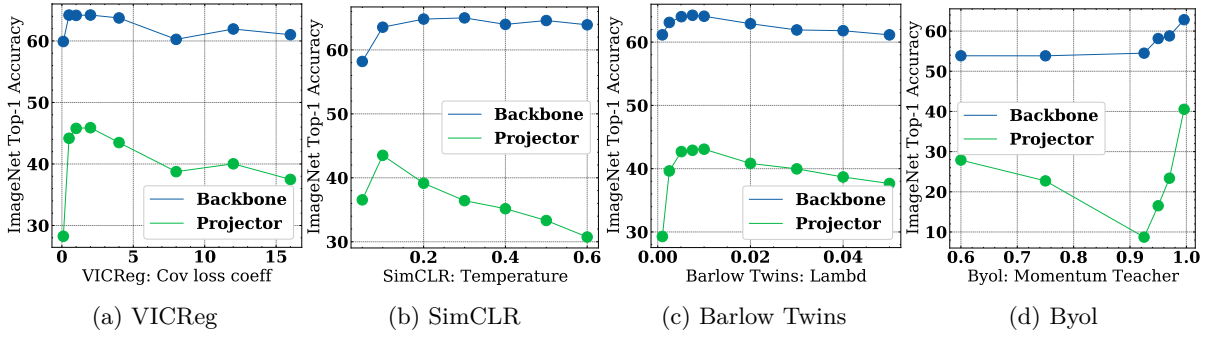 ImageNet Top-1 Accuracy
60
50
40
30
0
5
10
15
Backbone
Projector
VICReg: Cov loss coeff
(a) VICReg
ImageNet Top-1 Accuracy
60
50
40
30
0.2
0.4
0.6
Backbone
Projector
SimCLR: Temperature
(b) SimCLR
ImageNet Top-1 Accuracy
60
50
40
30
0.00
0.02
0.04
Backbone
Projector
Barlow Twins: Lambd
(c) Barlow Twins
ImageNet Top-1 Accuracy
60
50
40
30
20
10
0.6
0.7
0.8
0.9
1.0
Backbone
Projector
Byol: Momentum Teacher
(d) Byol